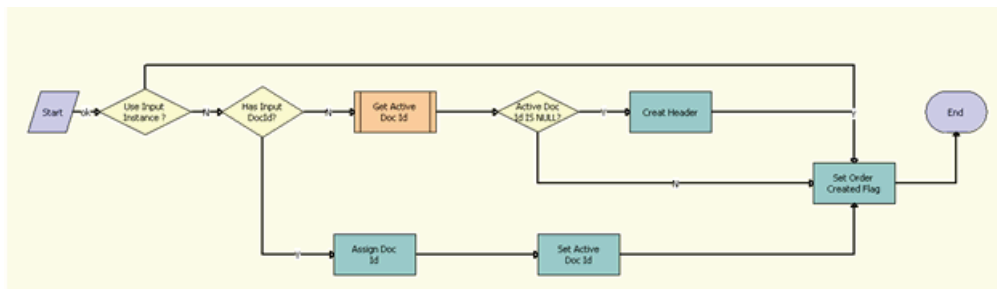 Start
ok
Use Input
Instance ?
N
Has Input
DocId?
N
Get Active
Doc Id
Active Doc
Id IS NULL?
Y
Creat Header
Y
End
N
Set Order
Created Flag
Y
Assign Doc
Id
Set Active
Doc Id